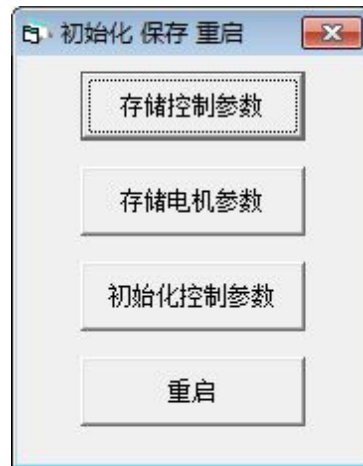 初始化 保存 重启
存储控制参数
存储电机参数
初始化控制参数
重启